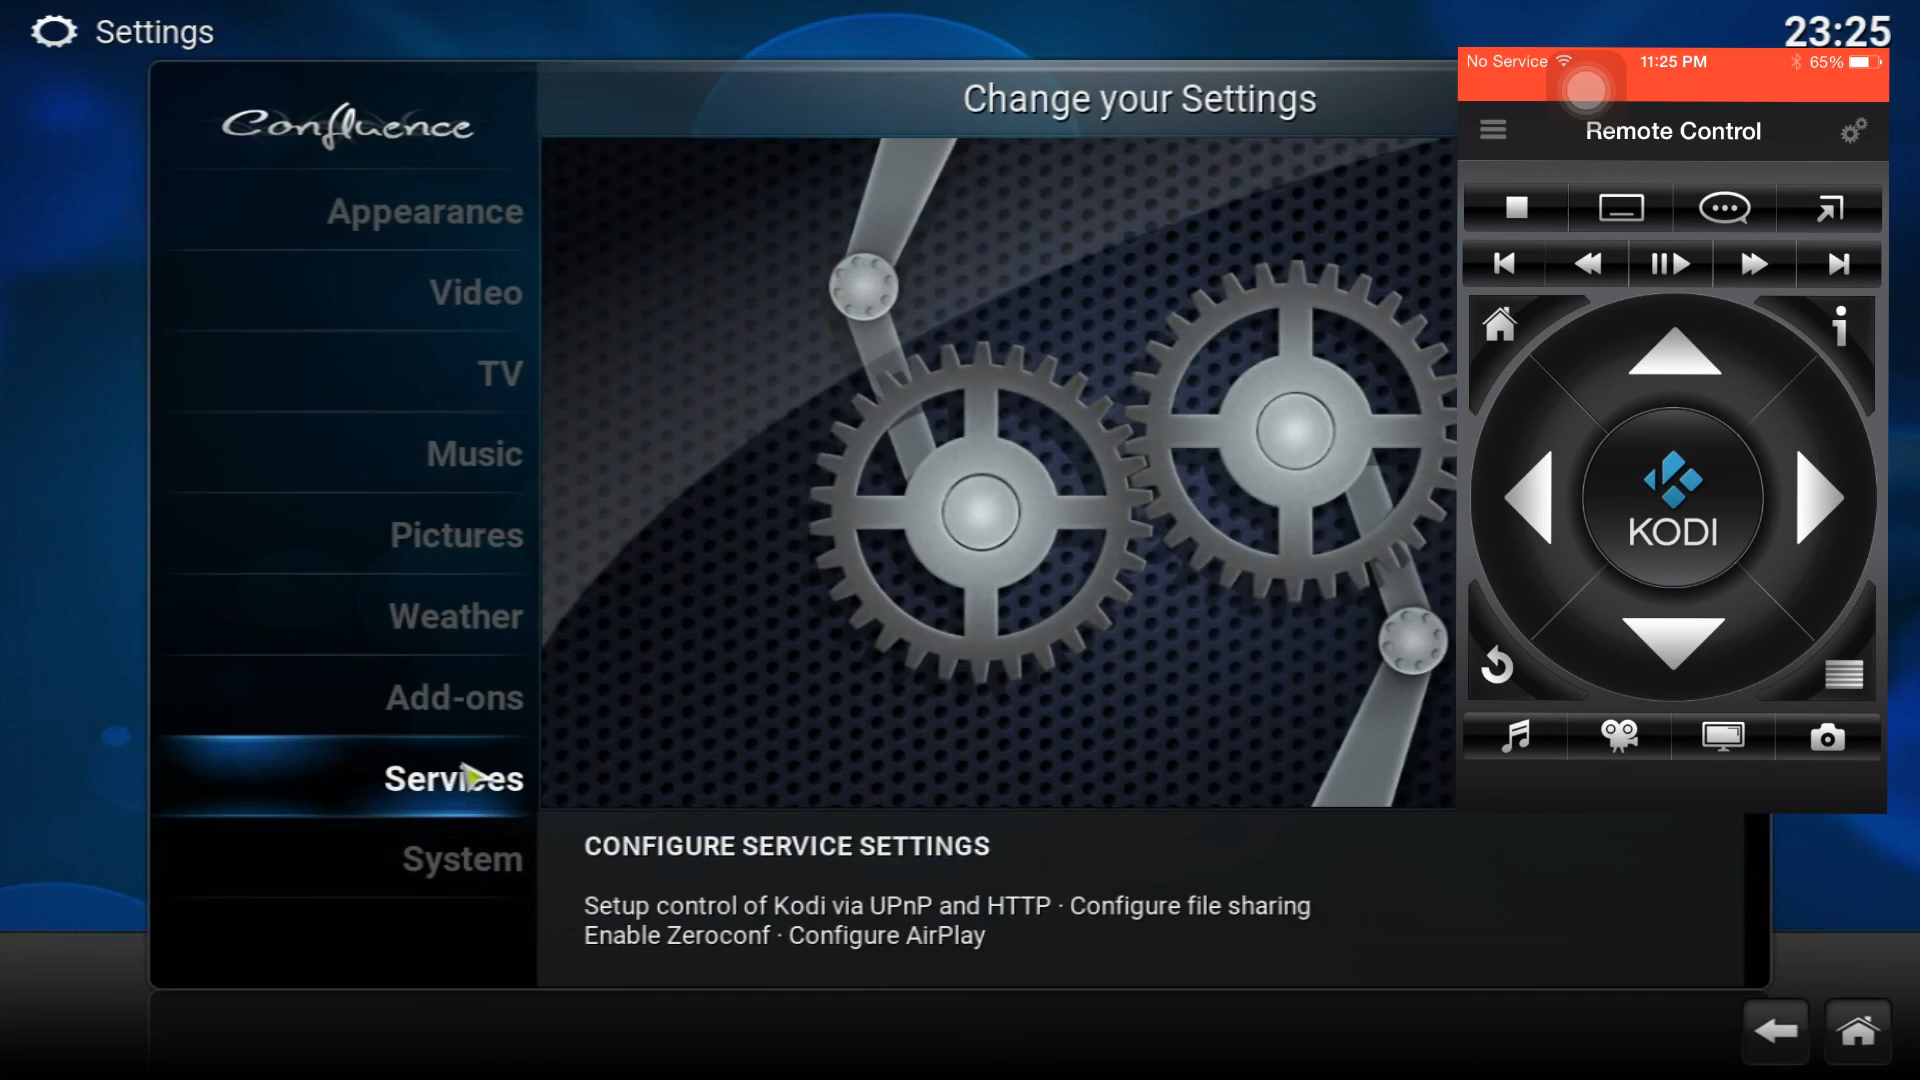 Settings
23:25
Confluence
Change your Settings
Appearance
Video
TV
Music
Pictures
Weather
Add-ons
Services
System
CONFIGURE SERVICE SETTINGS
Setup control of Kodi via UPnP and HTTP · Configure file sharing
Enable Zeroconf · Configure AirPlay
No Service 11:25 PM 65%
Remote Control
KODI